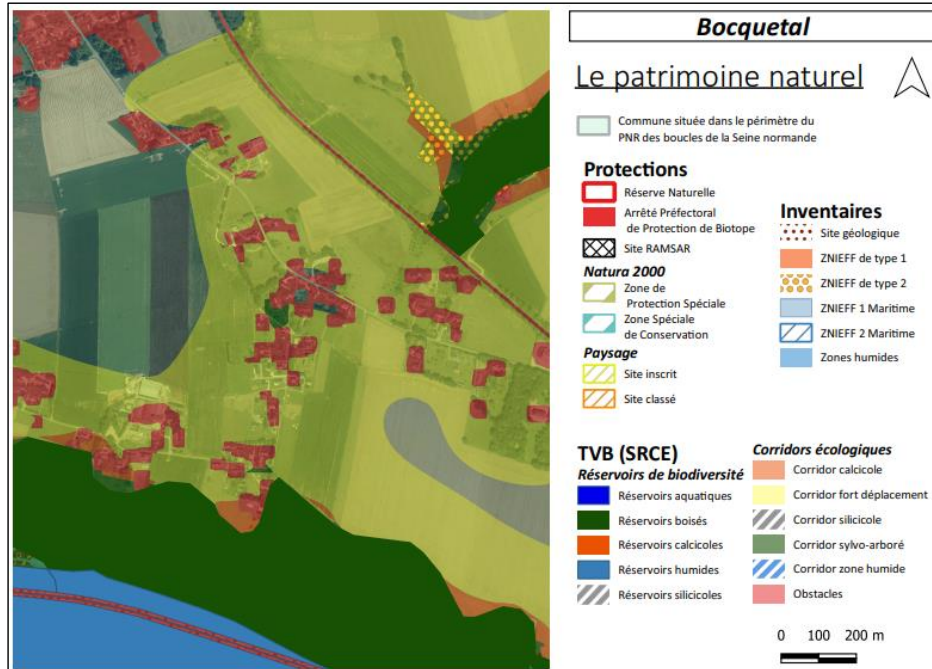 Bocquetal
Le patrimoine naturel
Commune située dans le périmètre du
PNR des boucles de la Seine normande
Protections
Réserve Naturelle
Arrêté Préfectoral
de Protection de Biotope
Site RAMSAR
Natura 2000
Zone de
Protection Spéciale
Zone Spéciale
de Conservation
Paysage
Site inscrit
Site classé
Inventaires
Site géologique
ZNIEFF de type 1
ZNIEFF de type 2
ZNIEFF 1 Maritime
ZNIEFF 2 Maritime
Zones humides
TVB (SRCE)
Réservoirs de biodiversité
Réservoirs aquatiques
Réservoirs boisés
Réservoirs calcicoles
Réservoirs humides
Réservoirs silicicoles
Corridors écologiques
Corridor calcicole
Corridor fort déplacement
Corridor silicicole
Corridor sylvo-arboré
Corridor zone humide
Obstacles
0 100 200 m